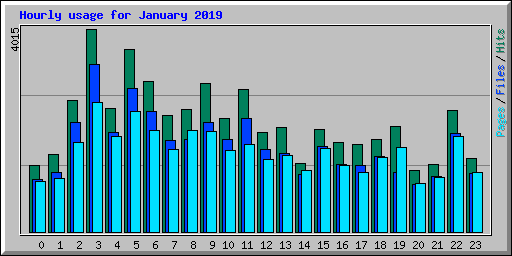 Hourly usage for January 2019
4015
Pages/Files/Hits
0 1 2 3 4 5 6 7 8 9 10 11 12 13 14 15 16 17 18 19 20 21 22 23